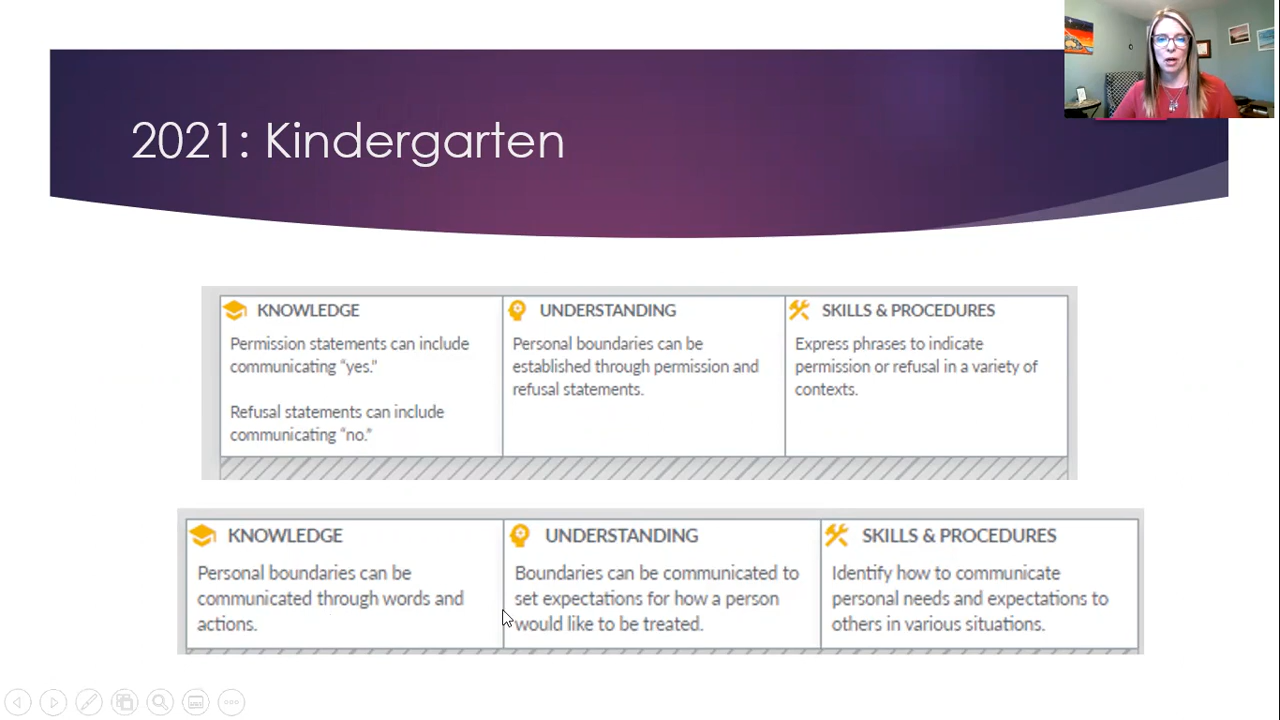 2021: Kindergarten
KNOWLEDGE
Permission statements can include
communicating “yes.”
Refusal statements can include
communicating “no.”
UNDERSTANDING
Personal boundaries can be
established through permission and
refusal statements.
SKILLS & PROCEDURES
Express phrases to indicate
permission or refusal in a variety of
contexts.
KNOWLEDGE
Personal boundaries can be
communicated through words and
actions.
UNDERSTANDING
Boundaries can be communicated to
set expectations for how a person
would like to be treated.
SKILLS & PROCEDURES
Identify how to communicate
personal needs and expectations to
others in various situations.